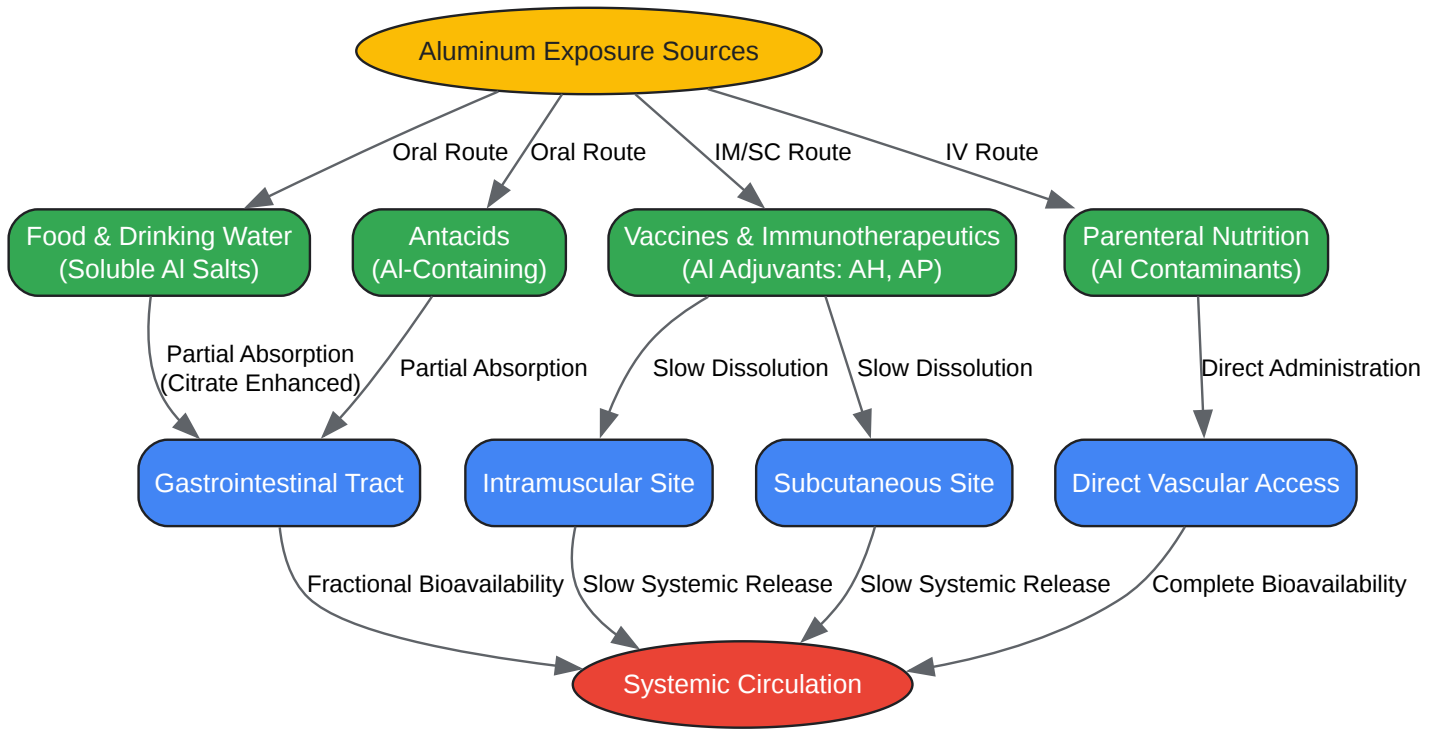 Aluminum Exposure Sources
Oral Route
Oral Route
IM/SC Route
IV Route
Food & Drinking Water
(Soluble Al Salts)
Antacids
(Al-Containing)
Vaccines & Immunotherapeutics
(Al Adjuvants: AH, AP)
Parenteral Nutrition
(Al Contaminants)
Partial Absorption
(Citrate Enhanced)
Partial Absorption
Slow Dissolution
Slow Dissolution
Direct Administration
Gastrointestinal Tract
Intramuscular Site
Subcutaneous Site
Direct Vascular Access
Fractional Bioavailability
Slow Systemic Release
Slow Systemic Release
Complete Bioavailability
Systemic Circulation